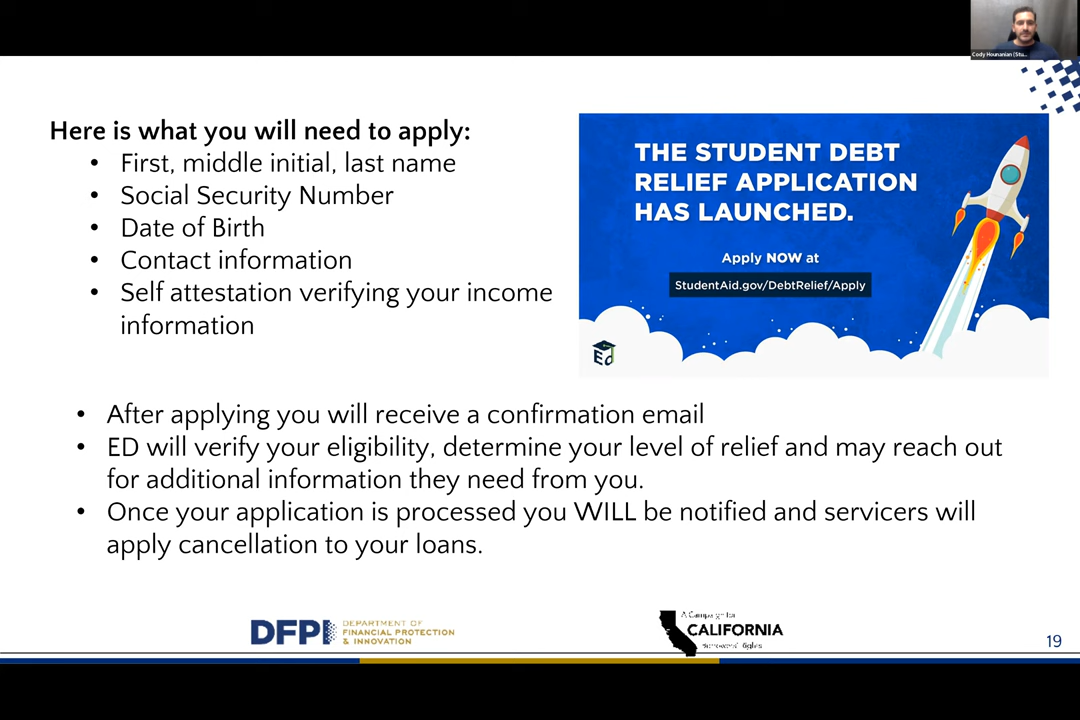 Cody Hounanian (Stu...
Here is what you will need to apply:
• First, middle initial, last name
• Social Security Number
• Date of Birth
• Contact information
• Self attestation verifying your income
information
THE STUDENT DEBT
RELIEF APPLICATION
HAS LAUNCHED.
Apply NOW at
StudentAid.gov/DebtRelief/Apply
Ed
• After applying you will receive a confirmation email
• ED will verify your eligibility, determine your level of relief and may reach out
for additional information they need from you.
• Once your application is processed you WILL be notified and servicers will
apply cancellation to your loans.
DFPI
DEPARTMENT OF
FINANCIAL PROTECTION
& INNOVATION
A Campaign for
CALIFORNIA
Borrowers' Rights
19